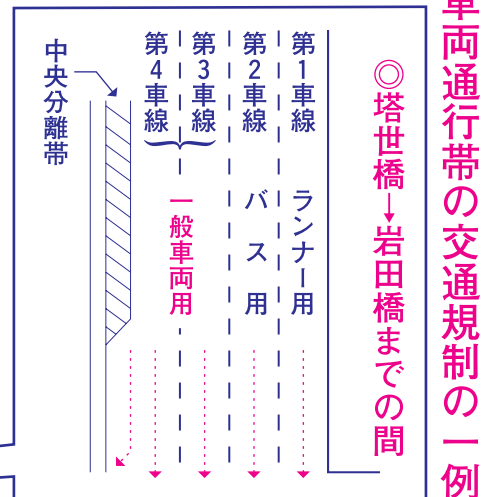 車両通行帯の交通規制の一例
◎塔世橋→岩田橋までの間
第1車線
ランナー用
第2車線
バス用
第3車線
第4車線
一般車両用
中央分離帯